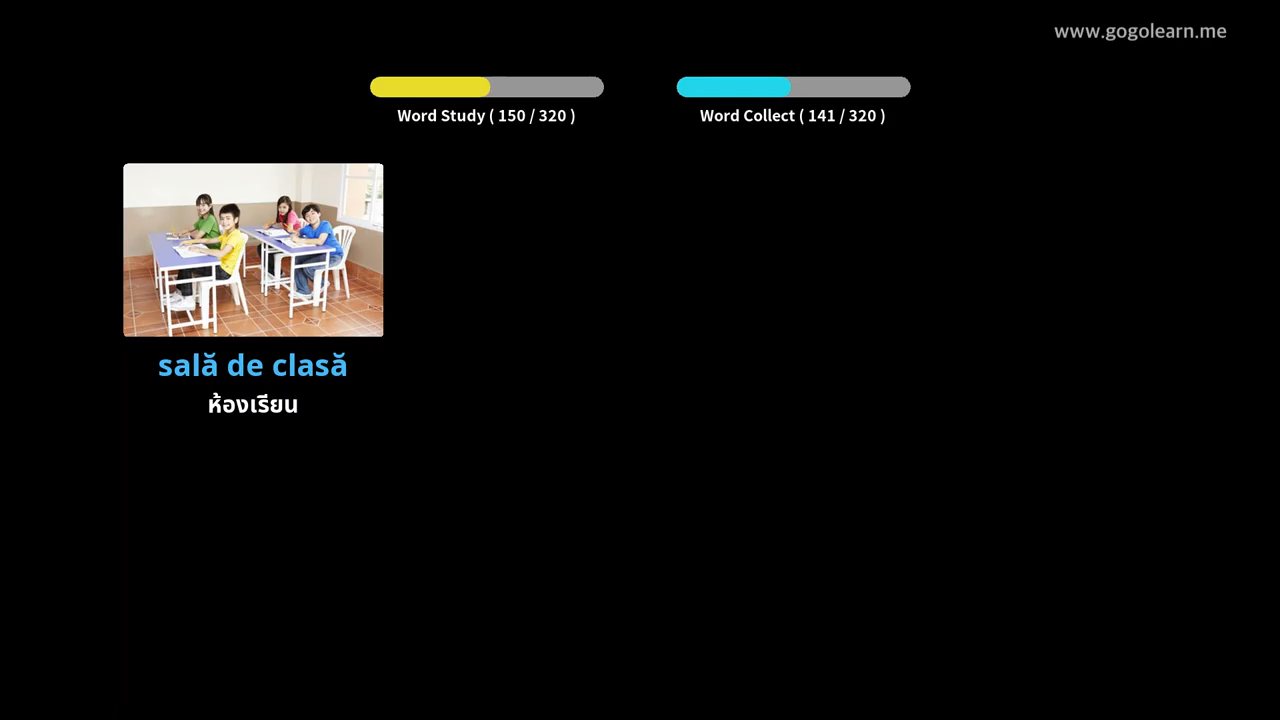 www.gogolearn.me
Word Study ( 150 / 320 )
Word Collect ( 141 / 320 )
sală de clasă
ห้องเรียน